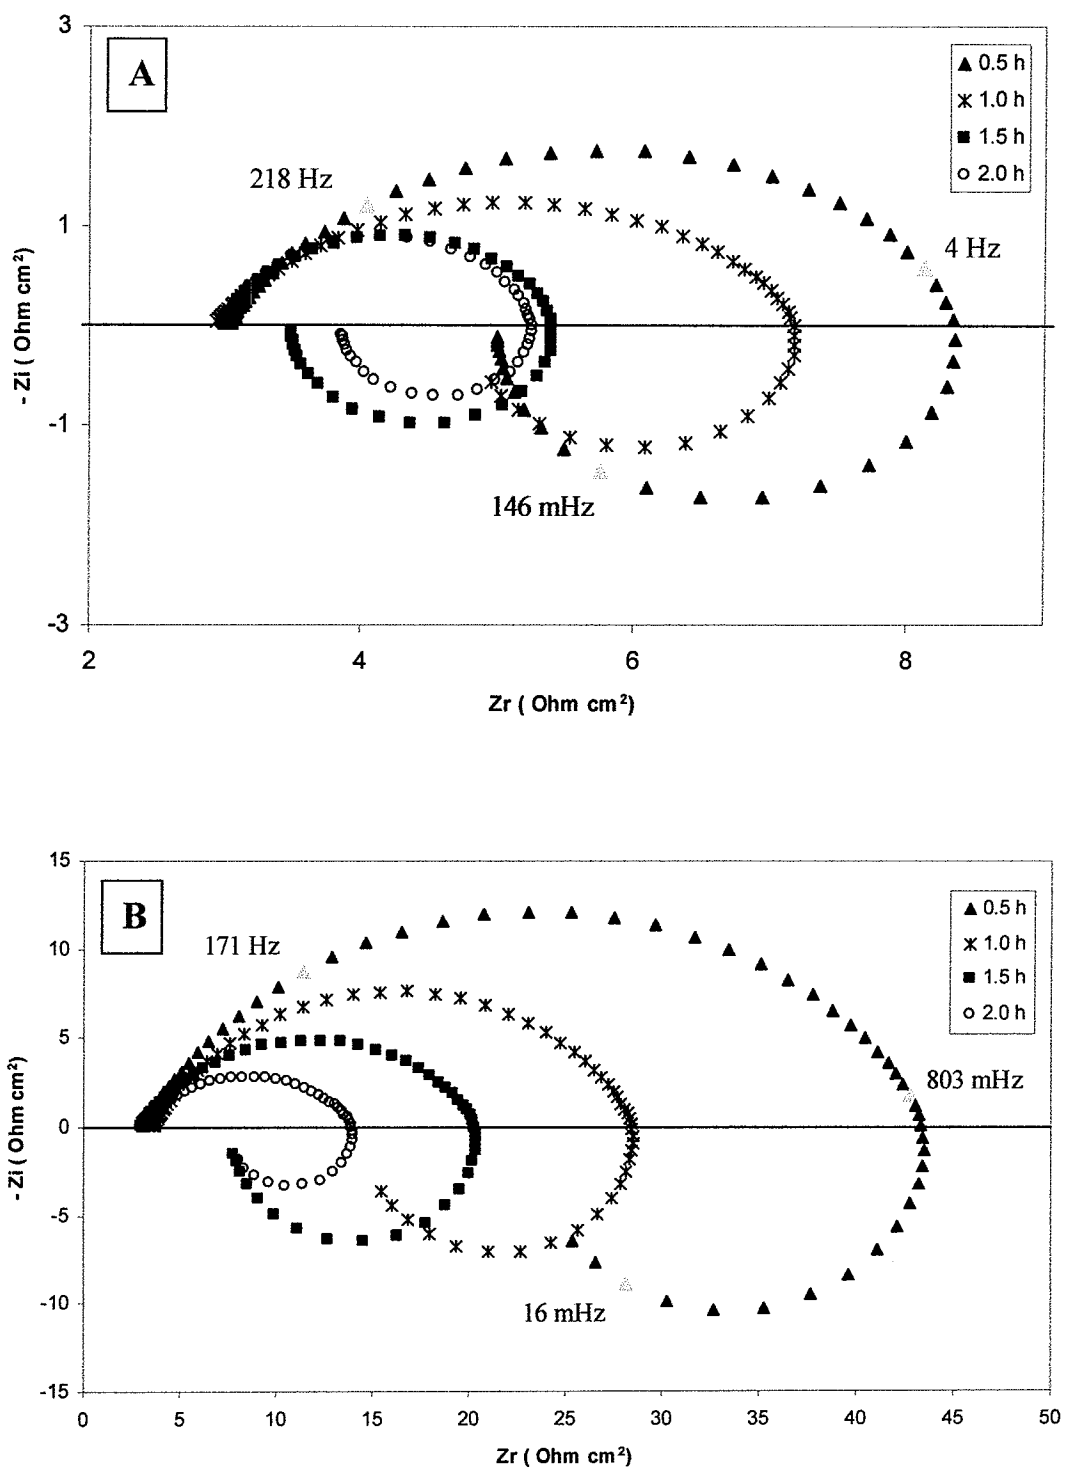 3
A
▲ 0.5 h
1.0 h
■ 1.5 h
○ 2.0 h
218 Hz
1
4 Hz
- Zi ( Ohm cm²)
-1
146 mHz
-3
2 4 6 8
Zr ( Ohm cm²)
15
B
▲ 0.5 h
1.0 h
■ 1.5 h
○ 2.0 h
171 Hz
10
5
803 mHz
0
- Zi ( Ohm cm²)
-5
16 mHz
-10
-15
0 5 10 15 20 25 30 35 40 45 50
Zr ( Ohm cm²)